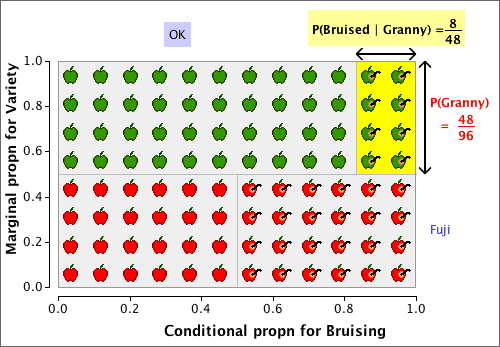 OK
P(Bruised | Granny) = 8/48
1.0
0.8
0.6
0.4
0.2
0.0
Marginal propn for Variety
P(Granny)
= 48/96
Fuji
0.0 0.2 0.4 0.6 0.8 1.0
Conditional propn for Bruising